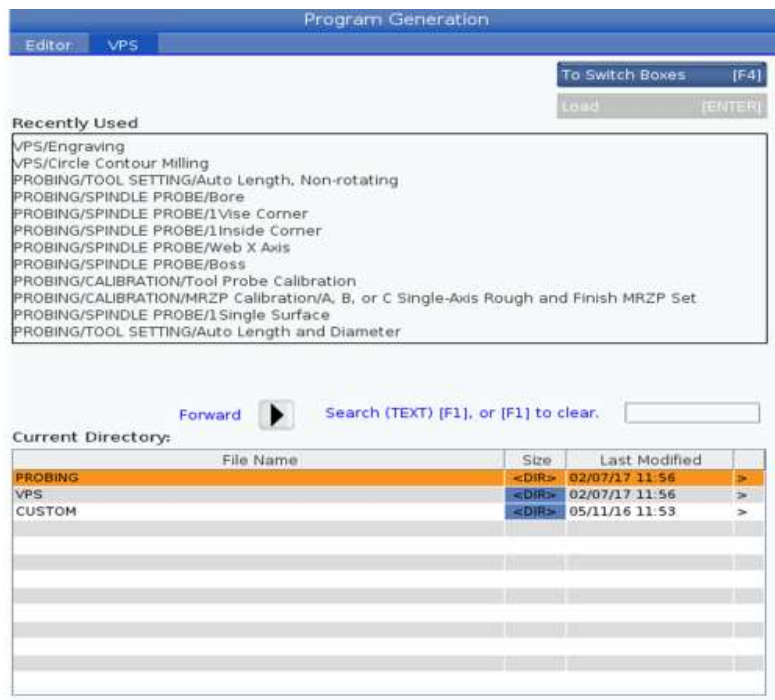 Program Generation
Editor VPS
To Switch Boxes [F4]
Load [ENTER]
Recently Used
VPS/Engraving
VPS/Circle Contour Milling
PROBING/TOOL SETTING/Auto Length, Non-rotating
PROBING/SPINDLE PROBE/Bore
PROBING/SPINDLE PROBE/1Vise Corner
PROBING/SPINDLE PROBE/1Inside Corner
PROBING/SPINDLE PROBE/Web X Axis
PROBING/SPINDLE PROBE/Boss
PROBING/CALIBRATION/Tool Probe Calibration
PROBING/CALIBRATION/MRZP Calibration/A, B, or C Single-Axis Rough and Finish MRZP Set
PROBING/SPINDLE PROBE/1Single Surface
PROBING/TOOL SETTING/Auto Length and Diameter
Forward Search (TEXT) [F1], or [F1] to clear.
Current Directory:
File Name Size Last Modified
PROBING <DIR> 02/07/17 11:56 >
VPS <DIR> 02/07/17 11:56 >
CUSTOM <DIR> 05/11/16 11:53 >